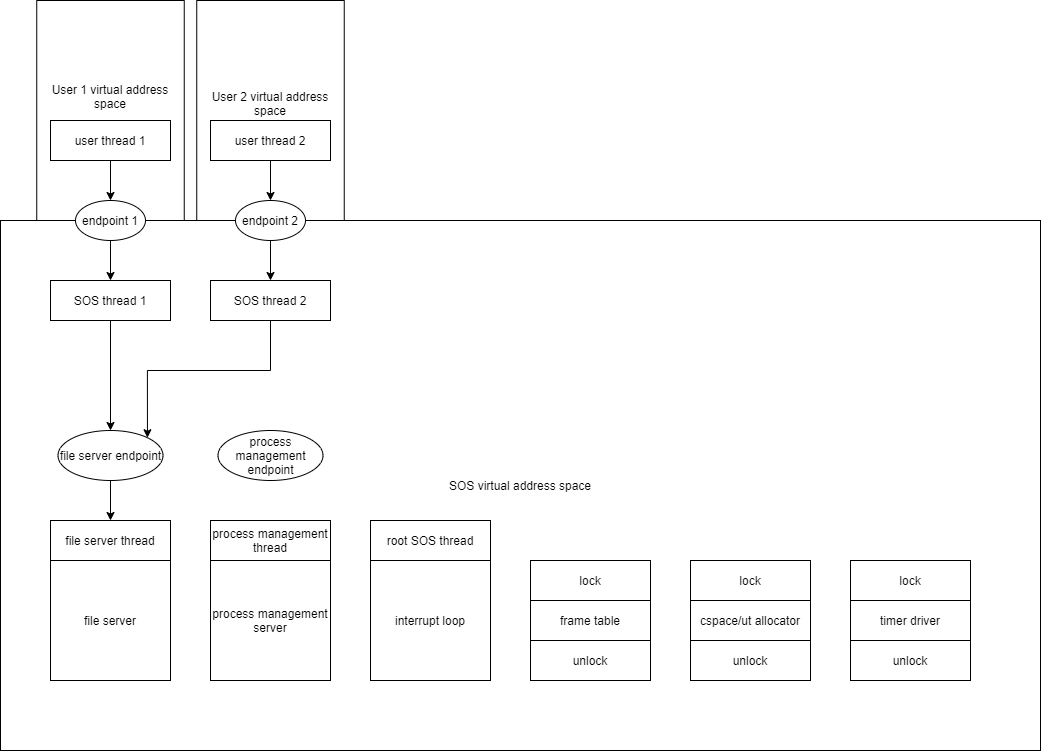 User 1 virtual address
space
User 2 virtual address
space
user thread 1
user thread 2
endpoint 1
endpoint 2
SOS thread 1
SOS thread 2
file server endpoint
process
management
endpoint
SOS virtual address space
file server thread
process management
thread
root SOS thread
file server
process management
server
interrupt loop
lock
frame table
unlock
lock
cspace/ut allocator
unlock
lock
timer driver
unlock